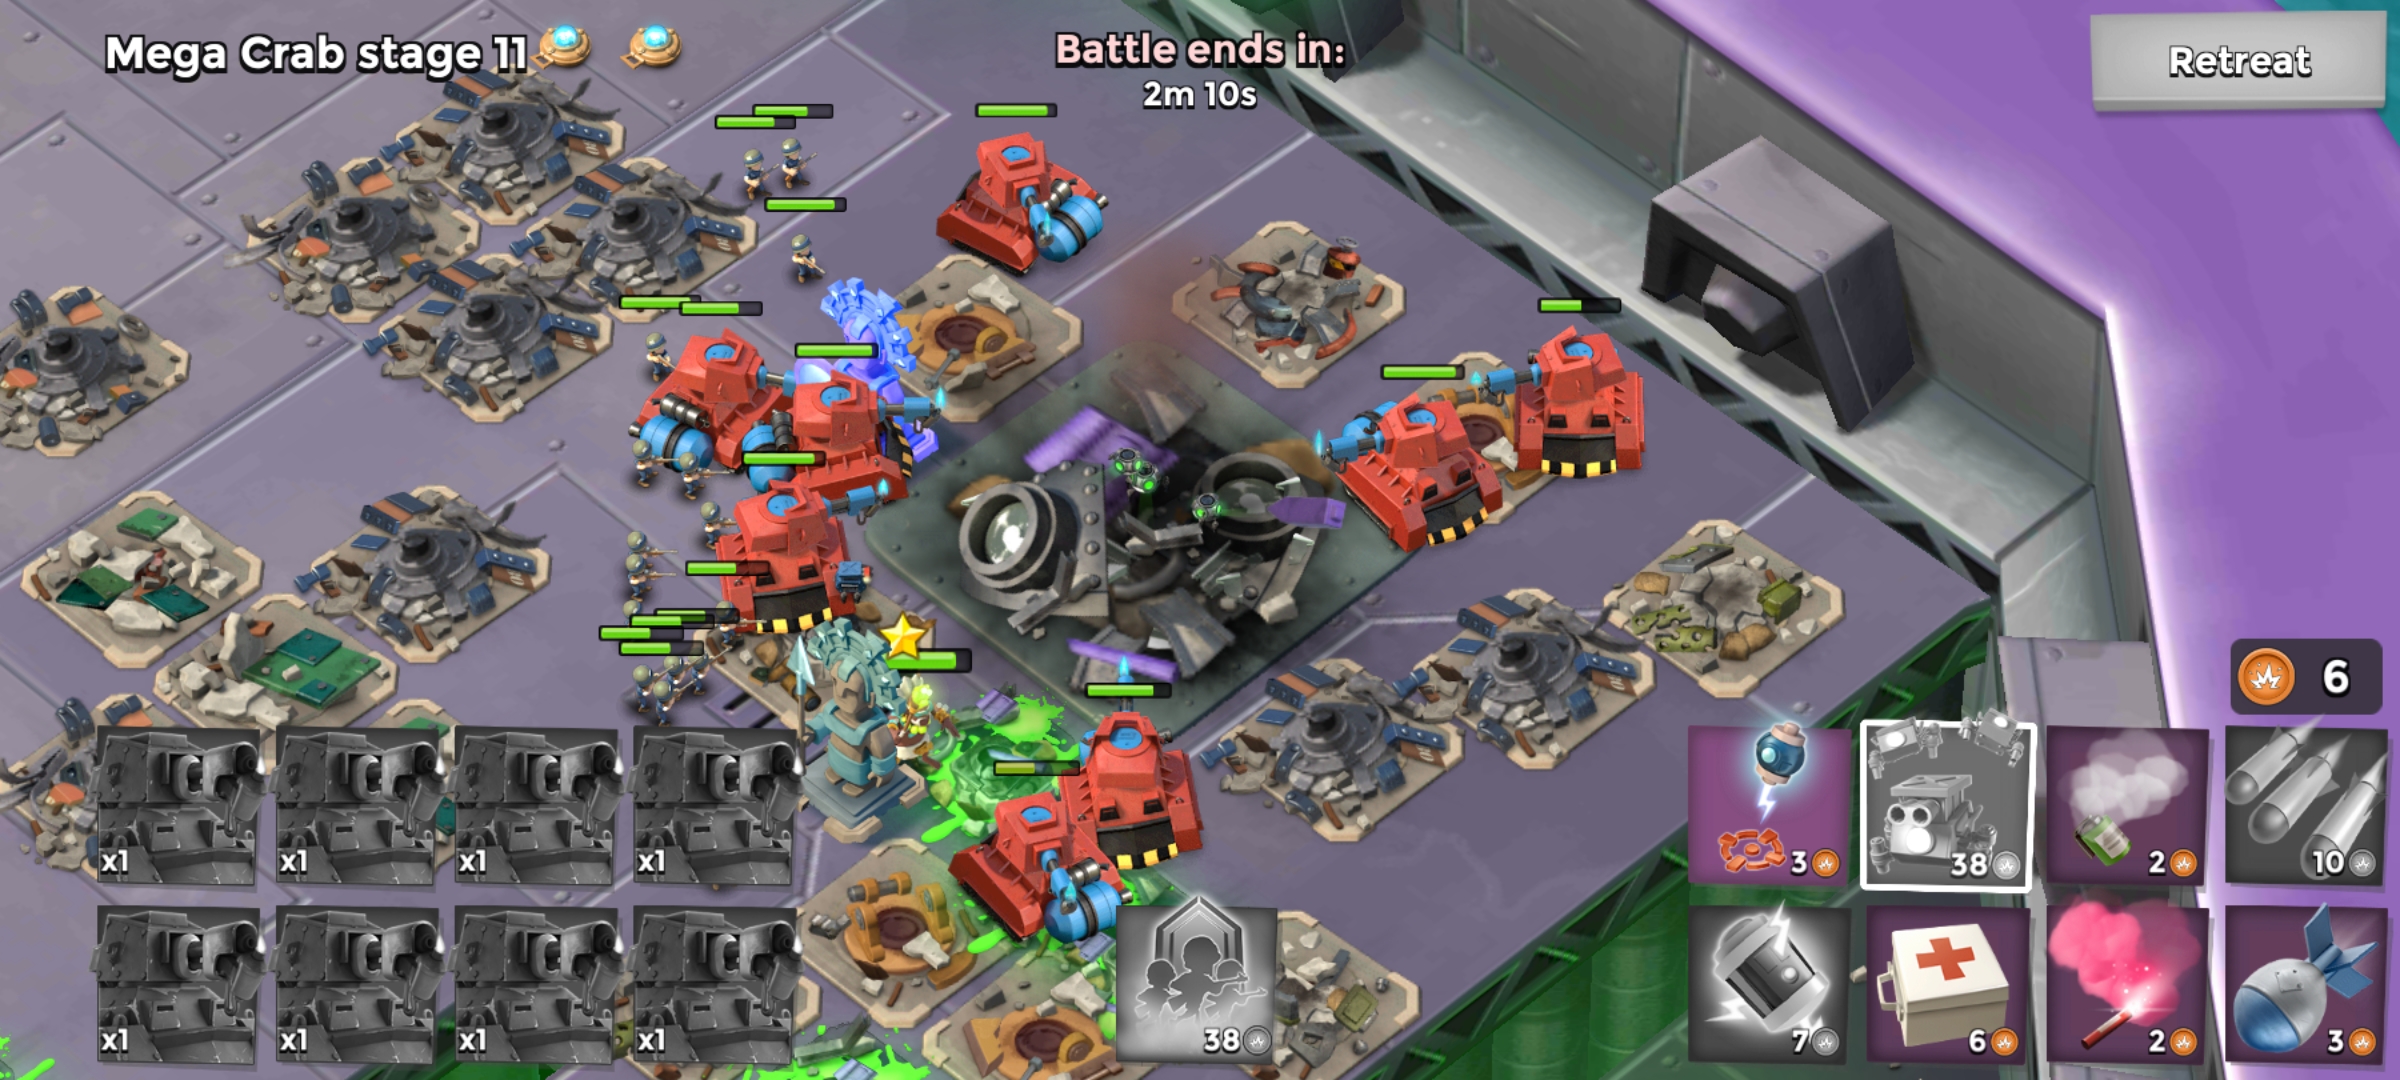 Mega Crab stage 11
Battle ends in:
2m 10s
Retreat
6
x1
x1
x1
x1
3
38
2
10
x1
x1
x1
x1
38
7
6
2
3